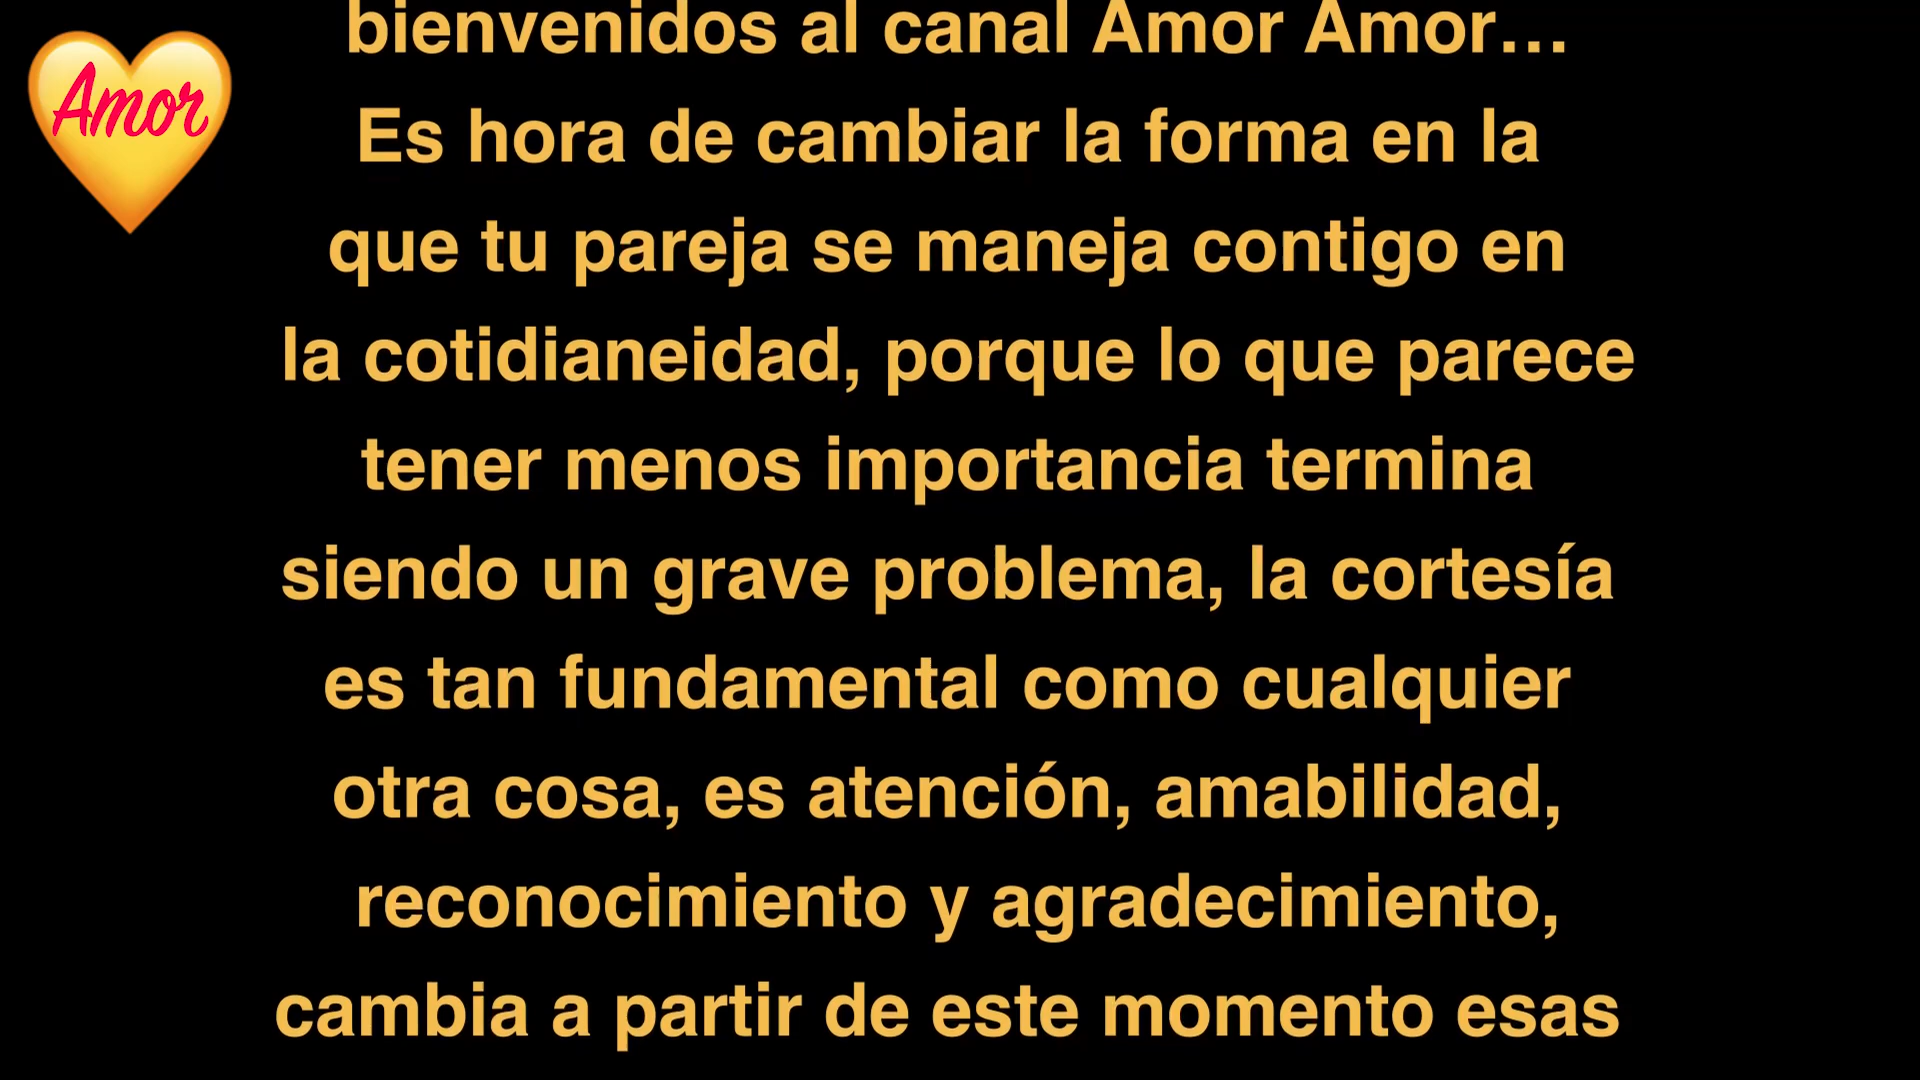 bienvenidos al canal Amor Amor...
Amor
Es hora de cambiar la forma en la
que tu pareja se maneja contigo en
la cotidianeidad, porque lo que parece
tener menos importancia termina
siendo un grave problema, la cortesía
es tan fundamental como cualquier
otra cosa, es atención, amabilidad,
reconocimiento y agradecimiento,
cambia a partir de este momento esas